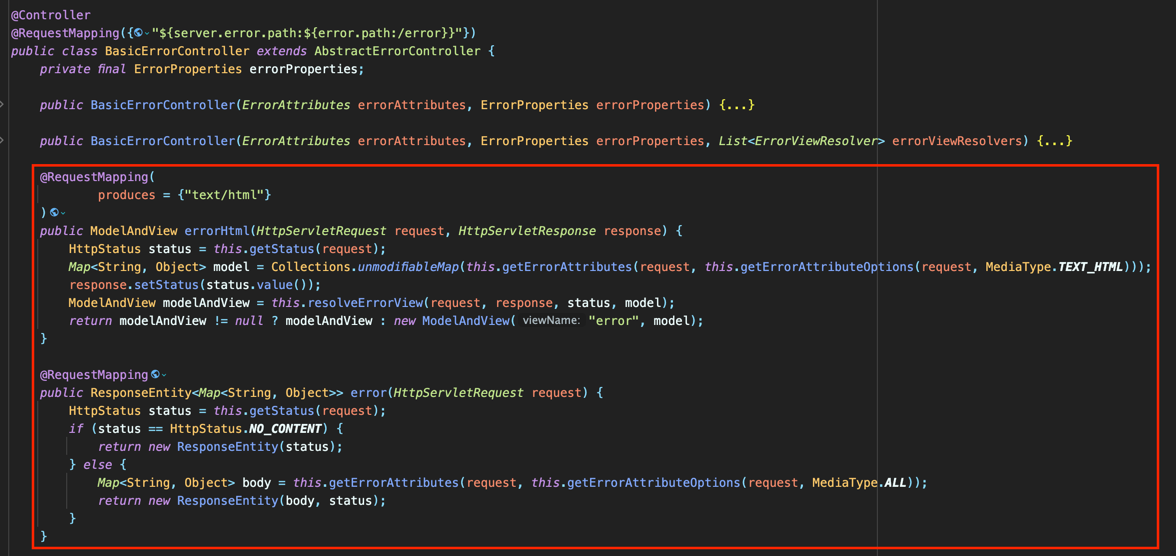 @Controller
@RequestMapping({"${server.error.path:${error.path:/error}}"})
public class BasicErrorController extends AbstractErrorController {
    private final ErrorProperties errorProperties;

    public BasicErrorController(ErrorAttributes errorAttributes, ErrorProperties errorProperties) {...}

    public BasicErrorController(ErrorAttributes errorAttributes, ErrorProperties errorProperties, List<ErrorViewResolver> errorViewResolvers) {...}

    @RequestMapping(
            produces = {"text/html"}
    )
    public ModelAndView errorHtml(HttpServletRequest request, HttpServletResponse response) {
        HttpStatus status = this.getStatus(request);
        Map<String, Object> model = Collections.unmodifiableMap(this.getErrorAttributes(request, this.getErrorAttributeOptions(request, MediaType.TEXT_HTML)));
        response.setStatus(status.value());
        ModelAndView modelAndView = this.resolveErrorView(request, response, status, model);
        return modelAndView != null ? modelAndView : new ModelAndView( viewName: "error", model);
    }

    @RequestMapping
    public ResponseEntity<Map<String, Object>> error(HttpServletRequest request) {
        HttpStatus status = this.getStatus(request);
        if (status == HttpStatus.NO_CONTENT) {
            return new ResponseEntity(status);
        } else {
            Map<String, Object> body = this.getErrorAttributes(request, this.getErrorAttributeOptions(request, MediaType.ALL));
            return new ResponseEntity(body, status);
        }
    }